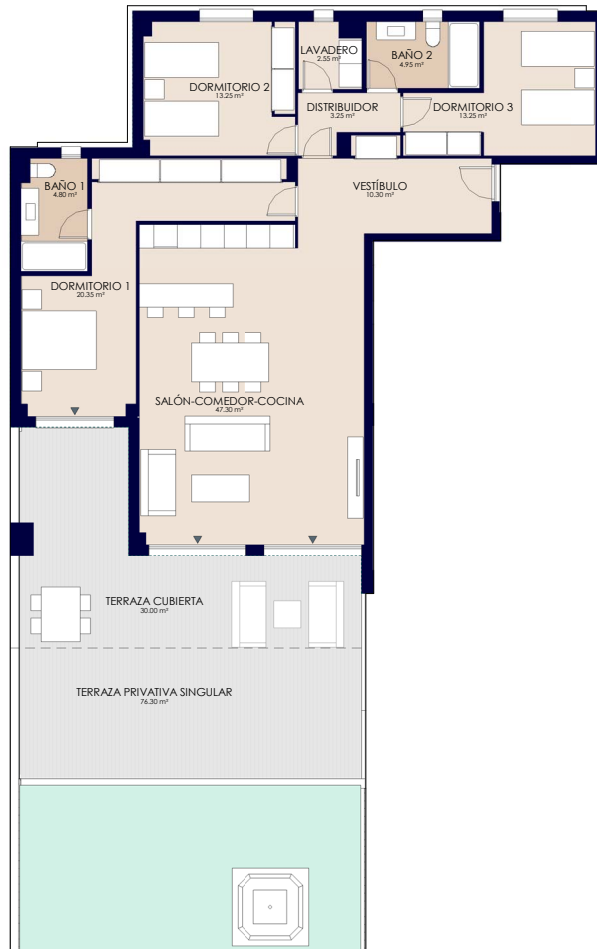 LAVADERO
2.55 m²
BAÑO 2
4.95 m²
DORMITORIO 2
13.25 m²
DISTRIBUIDOR
3.25 m²
DORMITORIO 3
13.25 m²
BAÑO 1
4.80 m²
VESTÍBULO
10.30 m²
DORMITORIO 1
20.35 m²
SALÓN-COMEDOR-COCINA
47.30 m²
TERRAZA CUBIERTA
30.00 m²
TERRAZA PRIVATIVA SINGULAR
76.30 m²